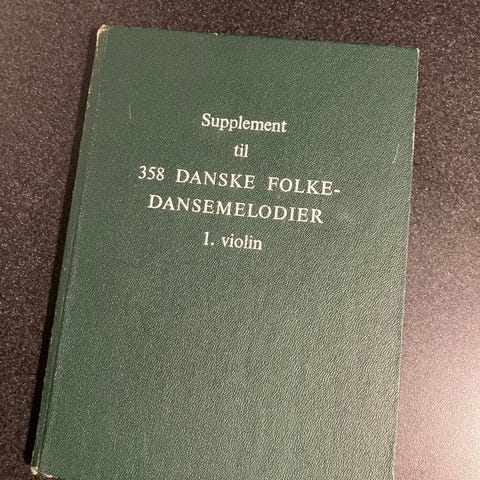 Supplement
til
358 DANSKE FOLKE-
DANSEMELODIER
1. violin